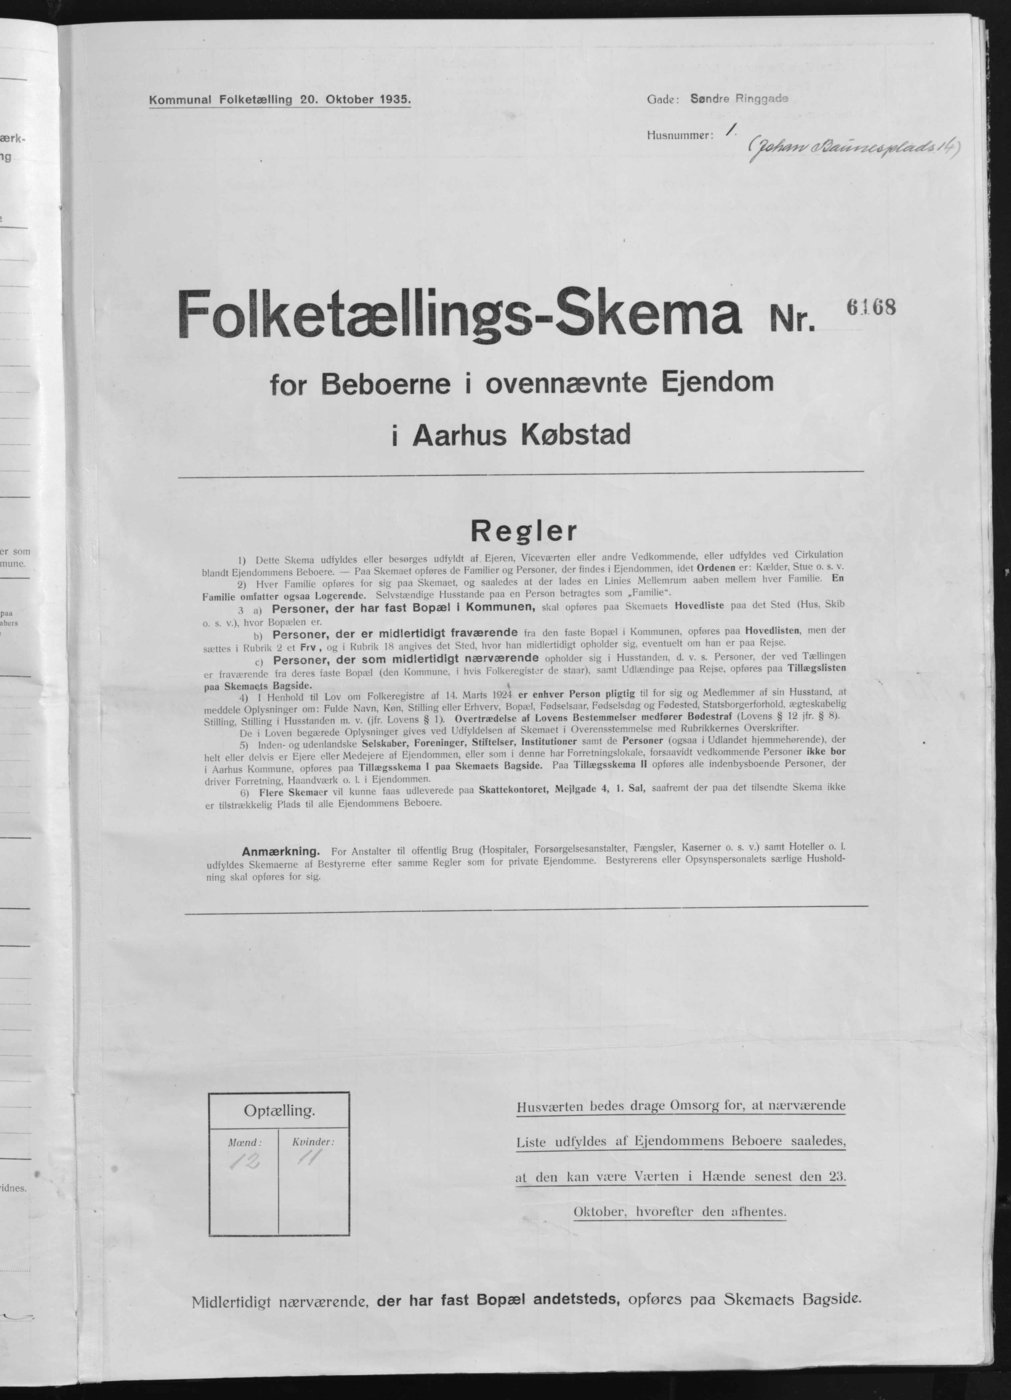 Kommunal Folketælling 20. Oktober 1935.
Gade: Søndre Ringgade
Husnummer: 1.
(Johan Baunesplads 14)
Folketællings-Skema Nr. 6168
for Beboerne i ovennævnte Ejendom
i Aarhus Købstad
Regler
1) Dette Skema udfyldes eller besørges udfyldt af Ejeren, Viceværten eller andre Vedkommende, eller udfyldes ved Cirkulation
blandt Ejendommens Beboere. — Paa Skemaet opføres de Familier og Personer, der findes i Ejendommen, idet Ordenen er: Kælder, Stue o. s. v.
2) Hver Familie opføres for sig paa Skemaet, og saaledes at der lades en Linies Mellemrum aaben mellem hver Familie. En
Familie omfatter ogsaa Logerende. Selvstændige Husstande paa en Person betragtes som „Familie“.
3 a) Personer, der har fast Bopæl i Kommunen, skal opføres paa Skemaets Hovedliste paa det Sted (Hus, Skib
o. s. v.), hvor Bopælen er.
b) Personer, der er midlertidigt fraværende fra den faste Bopæl i Kommunen, opføres paa Hovedlisten, men der
sættes i Rubrik 2 et Frv., og i Rubrik 18 angives det Sted, hvor han midlertidigt opholder sig, eventuelt om han er paa Rejse.
c) Personer, der som midlertidigt nærværende opholder sig i Husstanden, d. v. s. Personer, der ved Tællingen
er fraværende fra deres faste Bopæl (den Kommune, i hvis Folkeregister de staar), samt Udlændinge paa Rejse, opføres paa Tillægslisten
paa Skemaets Bagside.
4) I Henhold til Lov om Folkeregistre af 14. Marts 1924 er enhver Person pligtig til for sig og Medlemmer af sin Husstand, at
meddele Oplysninger om: Fulde Navn, Køn, Stilling eller Erhverv, Bopæl, Fødselsaar, Fødselsdag og Fødested, Statsborgerforhold, ægteskabelig
Stilling, Stilling i Husstanden m. v. (jfr. Lovens § 1). Overtrædelse af Lovens Bestemmelser medfører Bødestraf (Lovens § 12 jfr. § 8).
De i Loven begærede Oplysninger gives ved Udfyldelsen af Skemaet i Overensstemmelse med Rubrikkernes Overskrifter.
5) Inden- og udenlandske Selskaber, Foreninger, Stiftelser, Institutioner samt de Personer (ogsaa i Udlandet hjemmehørende), der
helt eller delvis er Ejere eller Medejere af Ejendommen, eller som i denne har Forretningslokale, forsaavidt vedkommende Personer ikke bor
i Aarhus Kommune, opføres paa Tillægsskema I paa Skemaets Bagside. Paa Tillægsskema II opføres alle indenbysboende Personer, der
driver Forretning, Haandværk o. l. i Ejendommen.
6) Flere Skemaer vil kunne faas udleverede paa Skattekontoret, Mejlgade 4, 1. Sal, saafremt der paa det tilsendte Skema ikke
er tilstrækkelig Plads til alle Ejendommens Beboere.
Anmærkning. For Anstalter til offentlig Brug (Hospitaler, Forsørgelsesanstalter, Fængsler, Kaserner o. s. v.) samt Hoteller o. l.
udfyldes Skemaerne af Bestyrerne efter samme Regler som for private Ejendomme. Bestyrerens eller Opsynspersonalets særlige Hushold-
ning skal opføres for sig.
Optælling.
Mænd: Kvinder:
12 11
Husværten bedes drage Omsorg for, at nærværende
Liste udfyldes af Ejendommens Beboere saaledes,
at den kan være Værten i Hænde senest den 23.
Oktober, hvorefter den afhentes.
Midlertidigt nærværende, der har fast Bopæl andetsteds, opføres paa Skemaets Bagside.